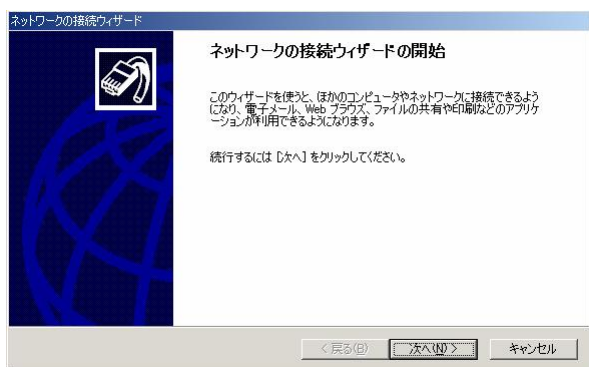 ネットワークの接続ウィザード
ネットワークの接続ウィザードの開始
このウィザードを使うと、ほかのコンピュータやネットワークに接続できるよう
になり、電子メール、Web ブラウズ、ファイルの共有や印刷などのアプリケ
ーションが利用できるようになります。
続行するには [次へ] をクリックしてください。
< 戻る(B) 次へ(N) > キャンセル